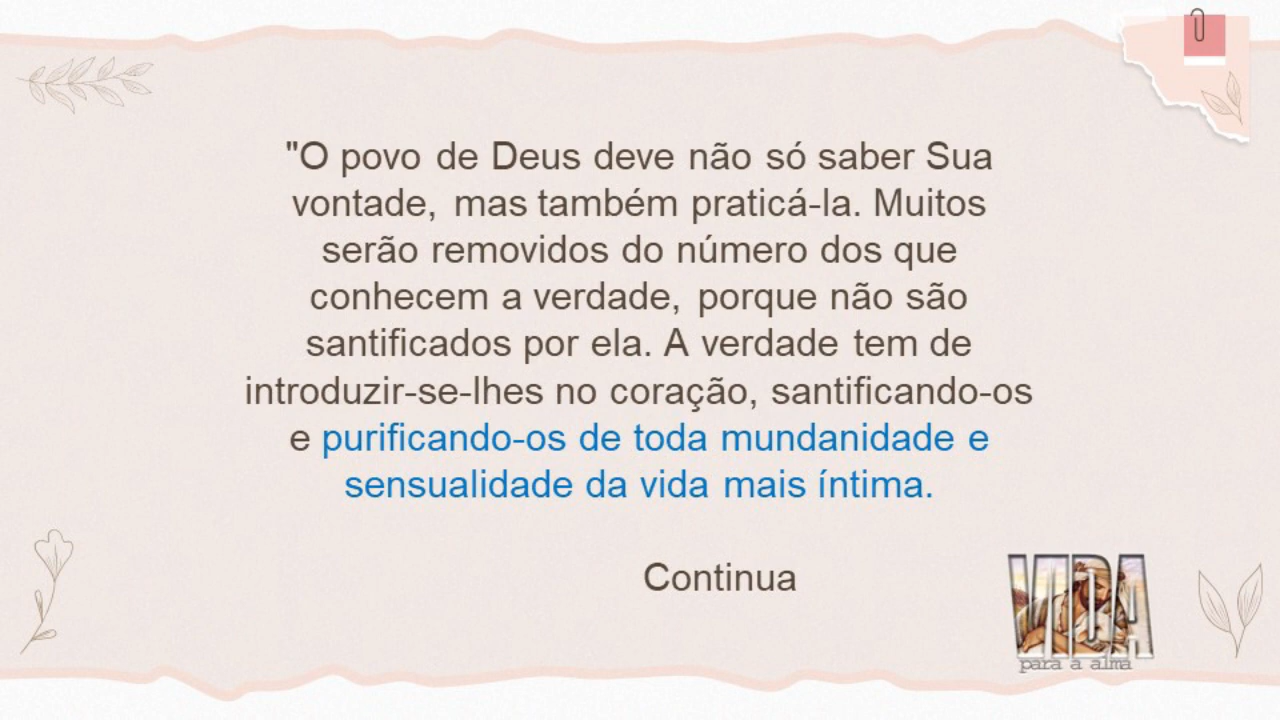 "O povo de Deus deve não só saber Sua
vontade, mas também praticá-la. Muitos
serão removidos do número dos que
conhecem a verdade, porque não são
santificados por ela. A verdade tem de
introduzir-se-lhes no coração, santificando-os
e purificando-os de toda mundanidade e
sensualidade da vida mais íntima.
Continua
VIDA
para a alma